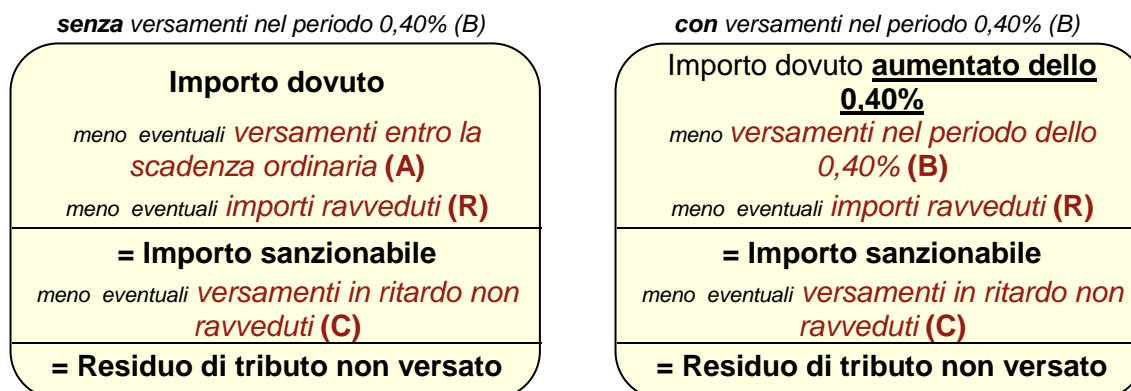 senza versamenti nel periodo 0,40% (B)
Importo dovuto
meno eventuali versamenti entro la
scadenza ordinaria (A)
meno eventuali importi ravveduti (R)
= Importo sanzionabile
meno eventuali versamenti in ritardo non
ravveduti (C)
= Residuo di tributo non versato
con versamenti nel periodo 0,40% (B)
Importo dovuto aumentato dello
0,40%
meno versamenti nel periodo dello
0,40% (B)
meno eventuali importi ravveduti (R)
= Importo sanzionabile
meno eventuali versamenti in ritardo non
ravveduti (C)
= Residuo di tributo non versato